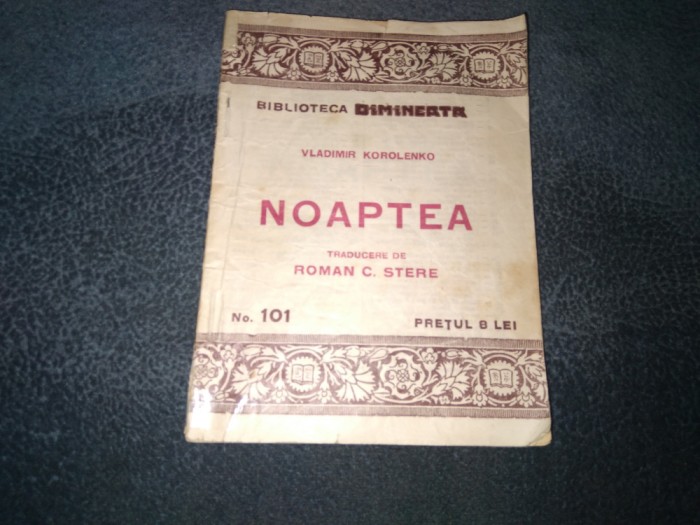 BIBLIOTECA DIMINEAȚA
VLADIMIR KOROLENKO
NOAPTEA
TRADUCERE DE
ROMAN C. STERE
No. 101 PREȚUL 8 LEI